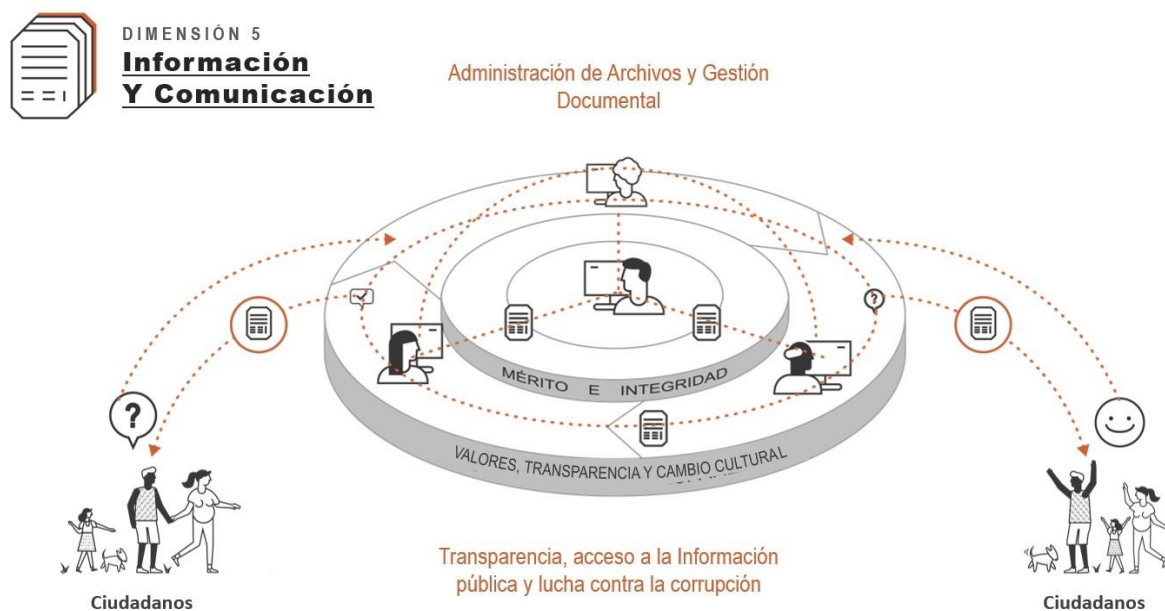 DIMENSIÓN 5
Información
Y Comunicación
Administración de Archivos y Gestión
Documental
?
?
MÉRITO E INTEGRIDAD
VALORES, TRANSPARENCIA Y CAMBIO CULTURAL
Transparencia, acceso a la Información
pública y lucha contra la corrupción
Ciudadanos
Ciudadanos